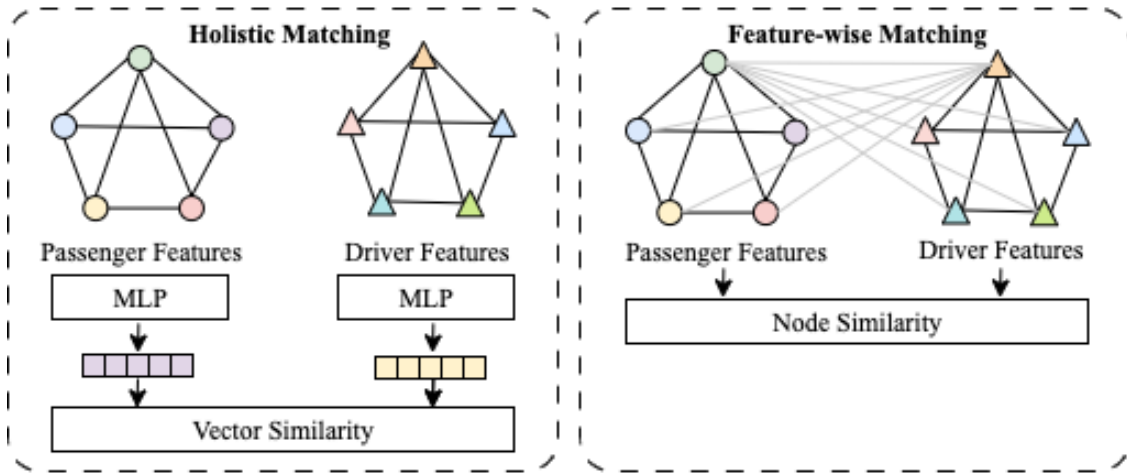 Holistic Matching
Passenger Features
Driver Features
MLP
MLP
Vector Similarity
Feature-wise Matching
Passenger Features
Driver Features
Node Similarity